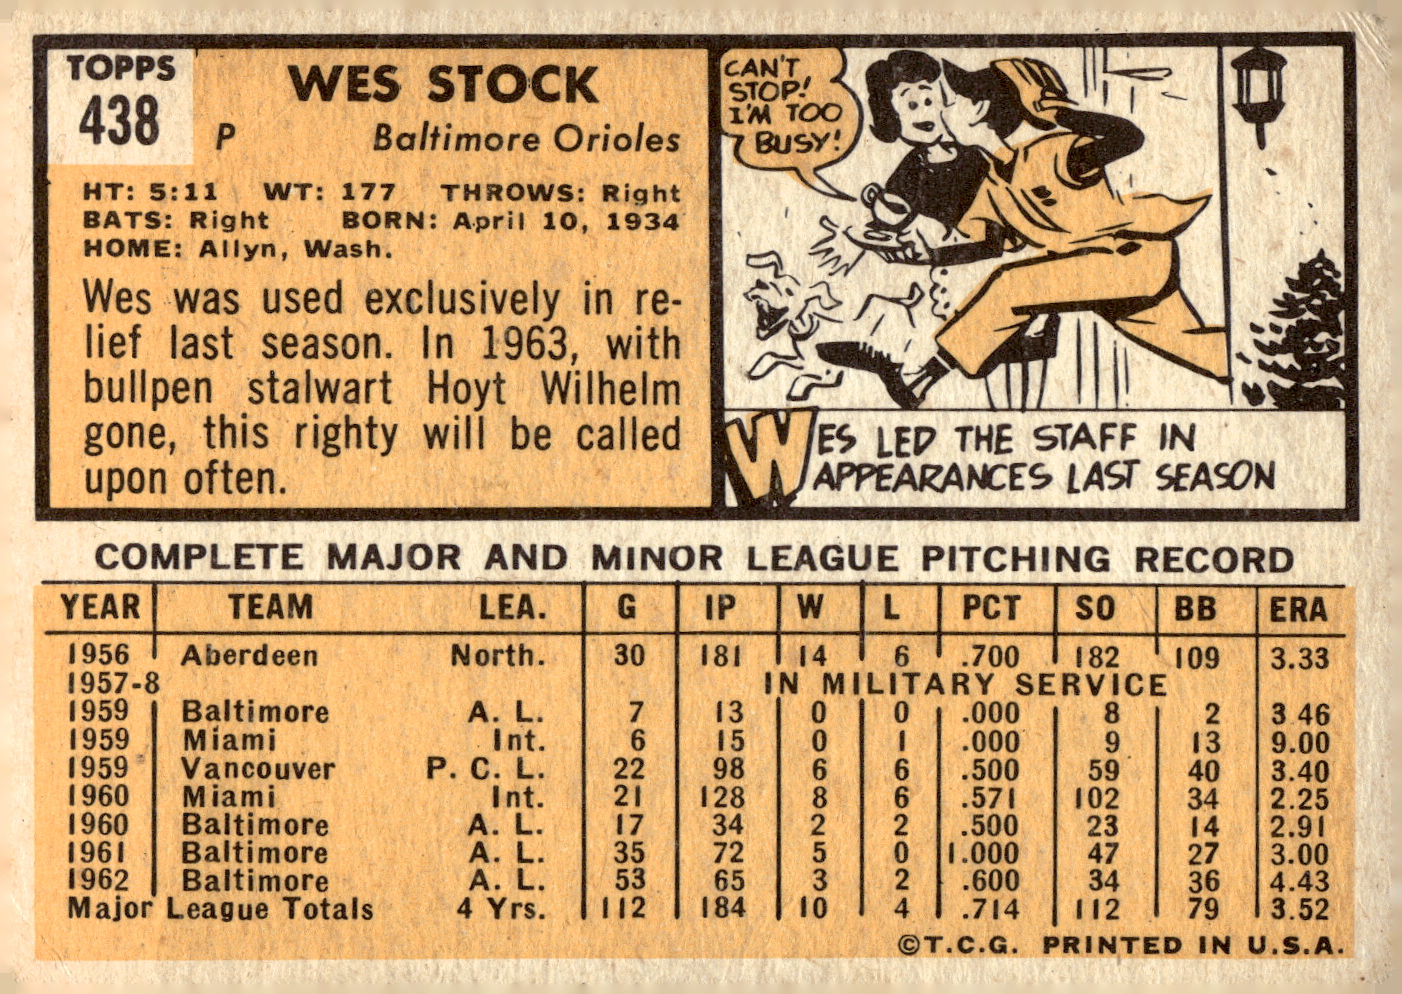 TOPPS
438
WES STOCK
P Baltimore Orioles
HT: 5:11 WT: 177 THROWS: Right
BATS: Right BORN: April 10, 1934
HOME: Allyn, Wash.
Wes was used exclusively in re-
lief last season. In 1963, with
bullpen stalwart Hoyt Wilhelm
gone, this righty will be called
upon often.
CAN'T
STOP!
I'M TOO
BUSY!
WES LED THE STAFF IN
APPEARANCES LAST SEASON
COMPLETE MAJOR AND MINOR LEAGUE PITCHING RECORD
YEAR TEAM LEA. G IP W L PCT SO BB ERA
1956 Aberdeen North. 30 181 14 6 .700 182 109 3.33
1957-8 IN MILITARY SERVICE
1959 Baltimore A. L. 7 13 0 0 .000 8 2 3 46
1959 Miami Int. 6 15 0 1 .000 9 13 9.00
1959 Vancouver P. C. L. 22 98 6 6 .500 59 40 3.40
1960 Miami Int. 21 128 8 6 .571 102 34 2.25
1960 Baltimore A. L. 17 34 2 2 .500 23 14 2.91
1961 Baltimore A. L. 35 72 5 0 1.000 47 27 3.00
1962 Baltimore A. L. 53 65 3 2 .600 34 36 4.43
Major League Totals 4 Yrs. 112 184 10 4 .714 112 79 3.52
©T.C.G. PRINTED IN U.S.A.